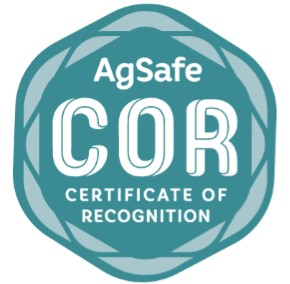 AgSafe
COR
CERTIFICATE OF
RECOGNITION